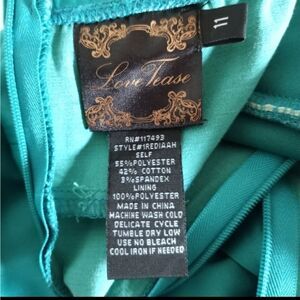 Love Tease
11
RN#117493
STYLE#1REDIAAH
SELF
55%POLYESTER
42% COTTON
3%SPANDEX
LINING
100%POLYESTER
MADE IN CHINA
MACHINE WASH COLD
DELICATE CYCLE
TUMBLE DRY LOW
USE NO BLEACH
COOL IRON IF NEEDED